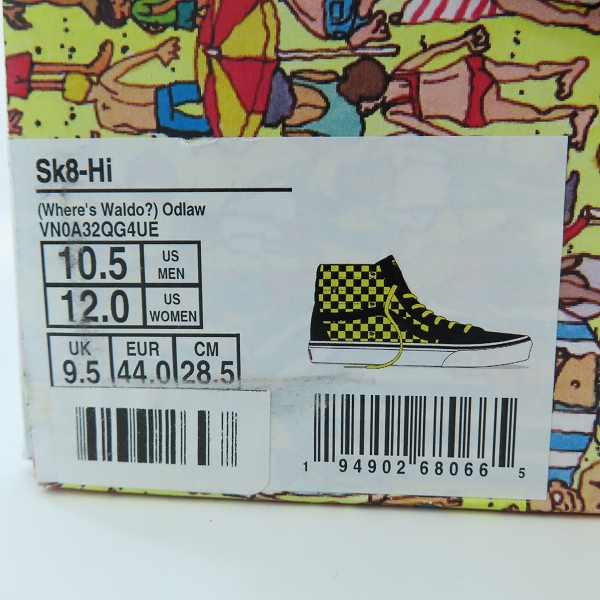 Sk8-Hi
(Where's Waldo?) Odlaw
VN0A32QG4UE
10.5 US MEN
12.0 US WOMEN
UK EUR CM
9.5 44.0 28.5
1 94902 68066 5